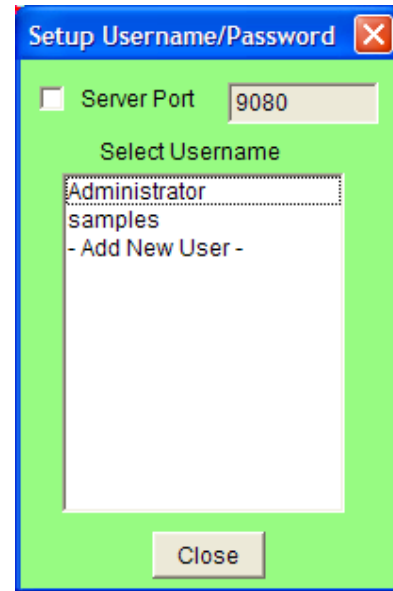 Setup Username/Password
Server Port 9080
Select Username
Administrator
samples
- Add New User -
Close